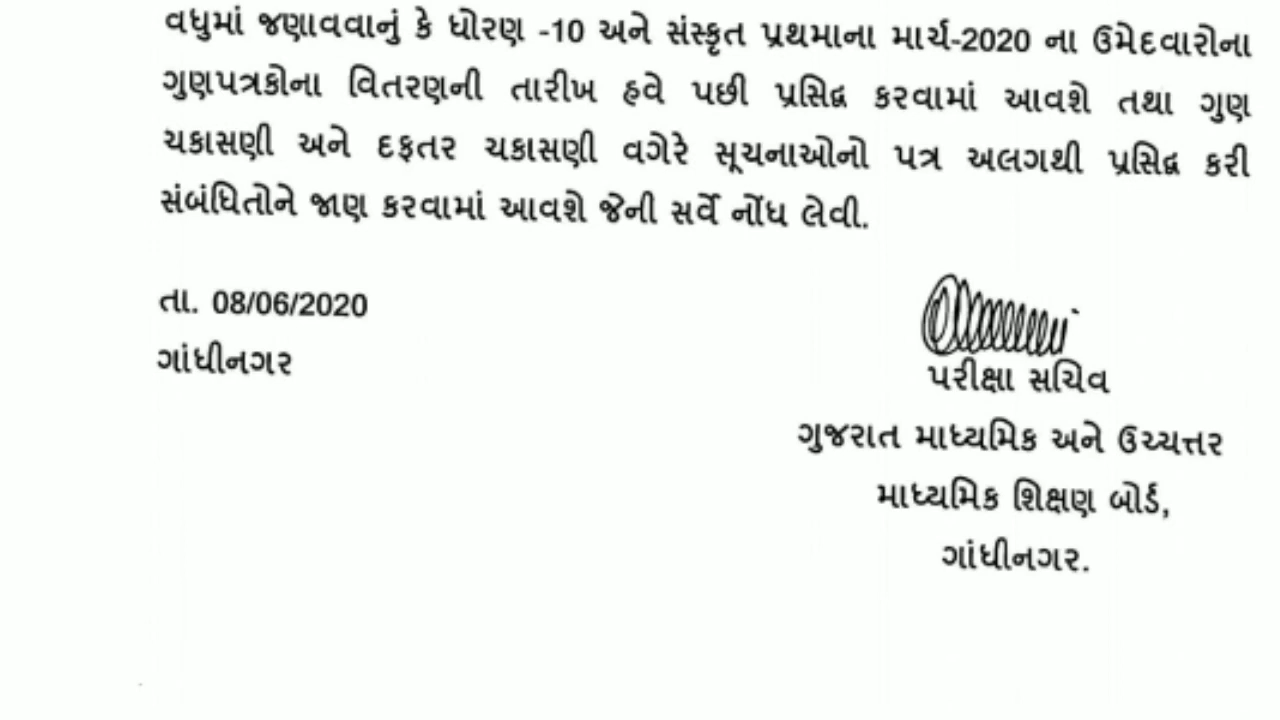 વધુમાં જણાવવાનું કે ધોરણ -10 અને સંસ્કૃત પ્રથમાના માર્ચ-2020 ના ઉમેદવારોના
ગુણપત્રકોના વિતરણની તારીખ હવે પછી પ્રસિદ્ધ કરવામાં આવશે તથા ગુણ
ચકાસણી અને દફતર ચકાસણી વગેરે સૂચનાઓનો પત્ર અલગથી પ્રસિદ્ધ કરી
સંબંધિતોને જાણ કરવામાં આવશે જેની સર્વે નોંધ લેવી.
તા. 08/06/2020
ગાંધીનગર
પરીક્ષા સચિવ
ગુજરાત માધ્યમિક અને ઉચ્ચત્તર
માધ્યમિક શિક્ષણ બોર્ડ,
ગાંધીનગર.